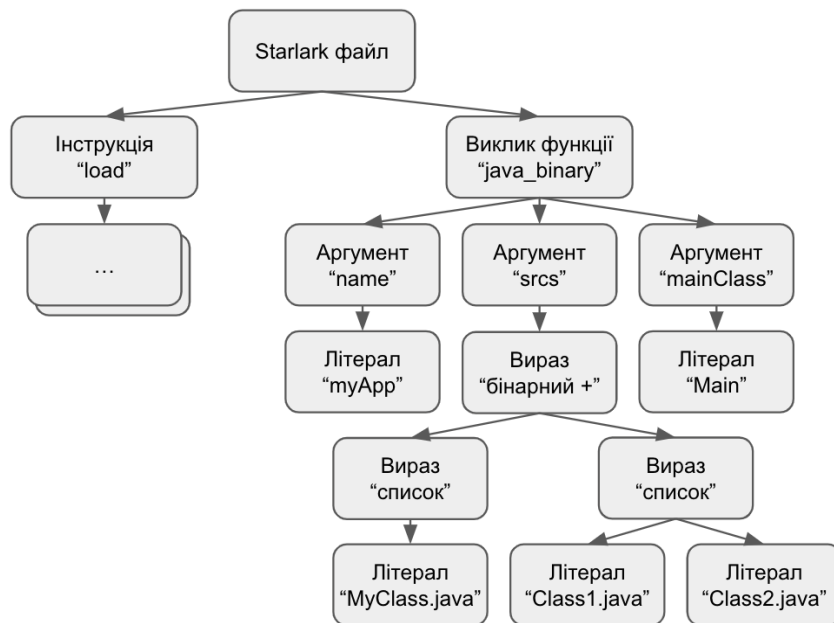 Starlark файл
Інструкція
“load”
Виклик функції
“java_binary”
...
Аргумент
“name”
Аргумент
“srcs”
Аргумент
“mainClass”
Літерал
“myApp”
Вираз
“бінарний +”
Літерал
“Main”
Вираз
“список”
Вираз
“список”
Літерал
“MyClass.java”
Літерал
“Class1.java”
Літерал
“Class2.java”